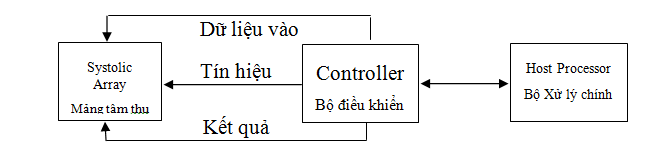 Dữ liệu vào
Systolic
Array
Mảng tâm thu
Tín hiệu
Controller
Bộ điều khiển
Host Processor
Bộ Xử lý chính
Kết quả